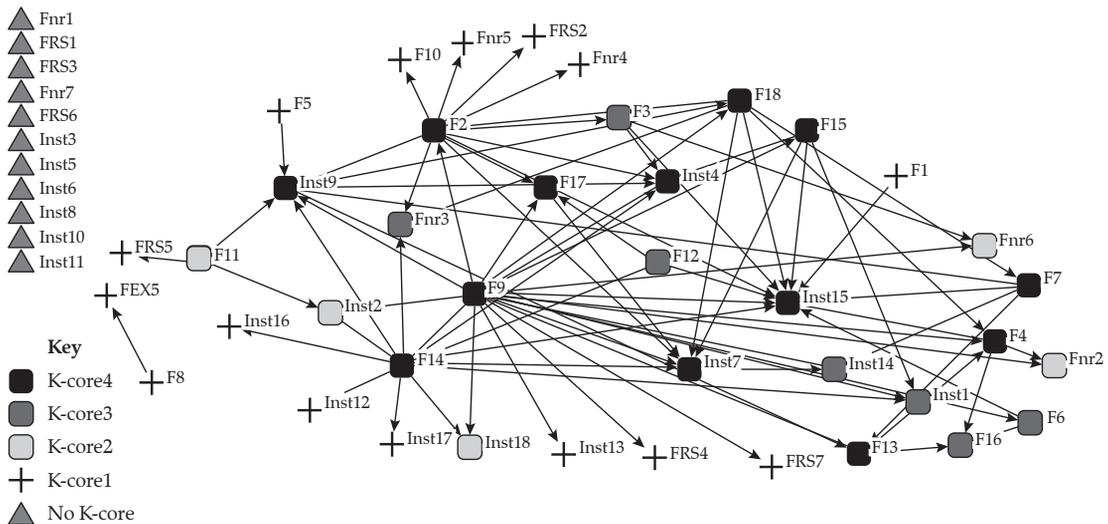 Fnr1
FRS1
FRS3
Fnr7
FRS6
Inst3
Inst5
Inst6
Inst8
Inst10
Inst11
FRS2
Fnr5
F10
Fnr4
F5
F2
F3
F18
F15
Inst9
F17
Inst4
F1
Fnr3
FRS5
F11
F12
Fnr6
FEX5
Inst2
F9
Inst15
F7
Inst16
F14
Inst7
Inst14
F4
Fnr2
Key
K-core4
F8
Inst12
Inst1
K-core3
F6
K-core2
Inst17
Inst18
Inst13
FRS4
FRS7
F13
F16
K-core1
No K-core